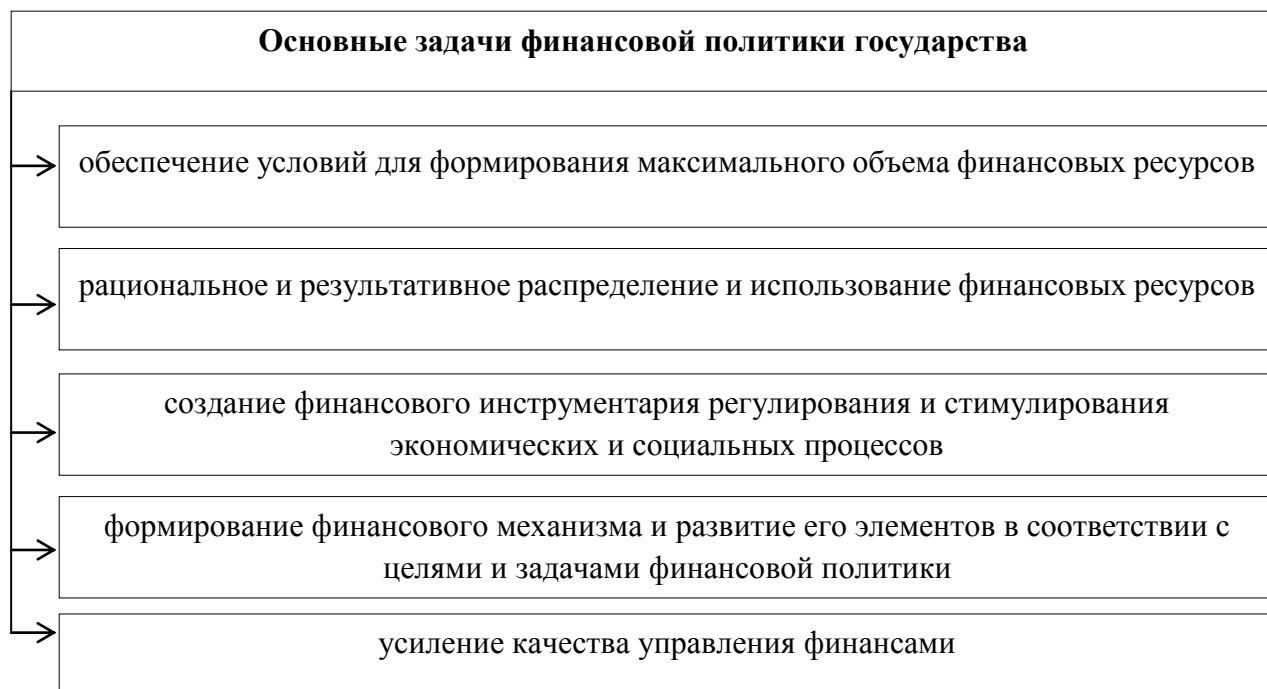 Основные задачи финансовой политики государства
обеспечение условий для формирования максимального объема финансовых ресурсов
рациональное и результативное распределение и использование финансовых ресурсов
создание финансового инструментария регулирования и стимулирования
экономических и социальных процессов
формирование финансового механизма и развитие его элементов в соответствии с
целями и задачами финансовой политики
усиление качества управления финансами